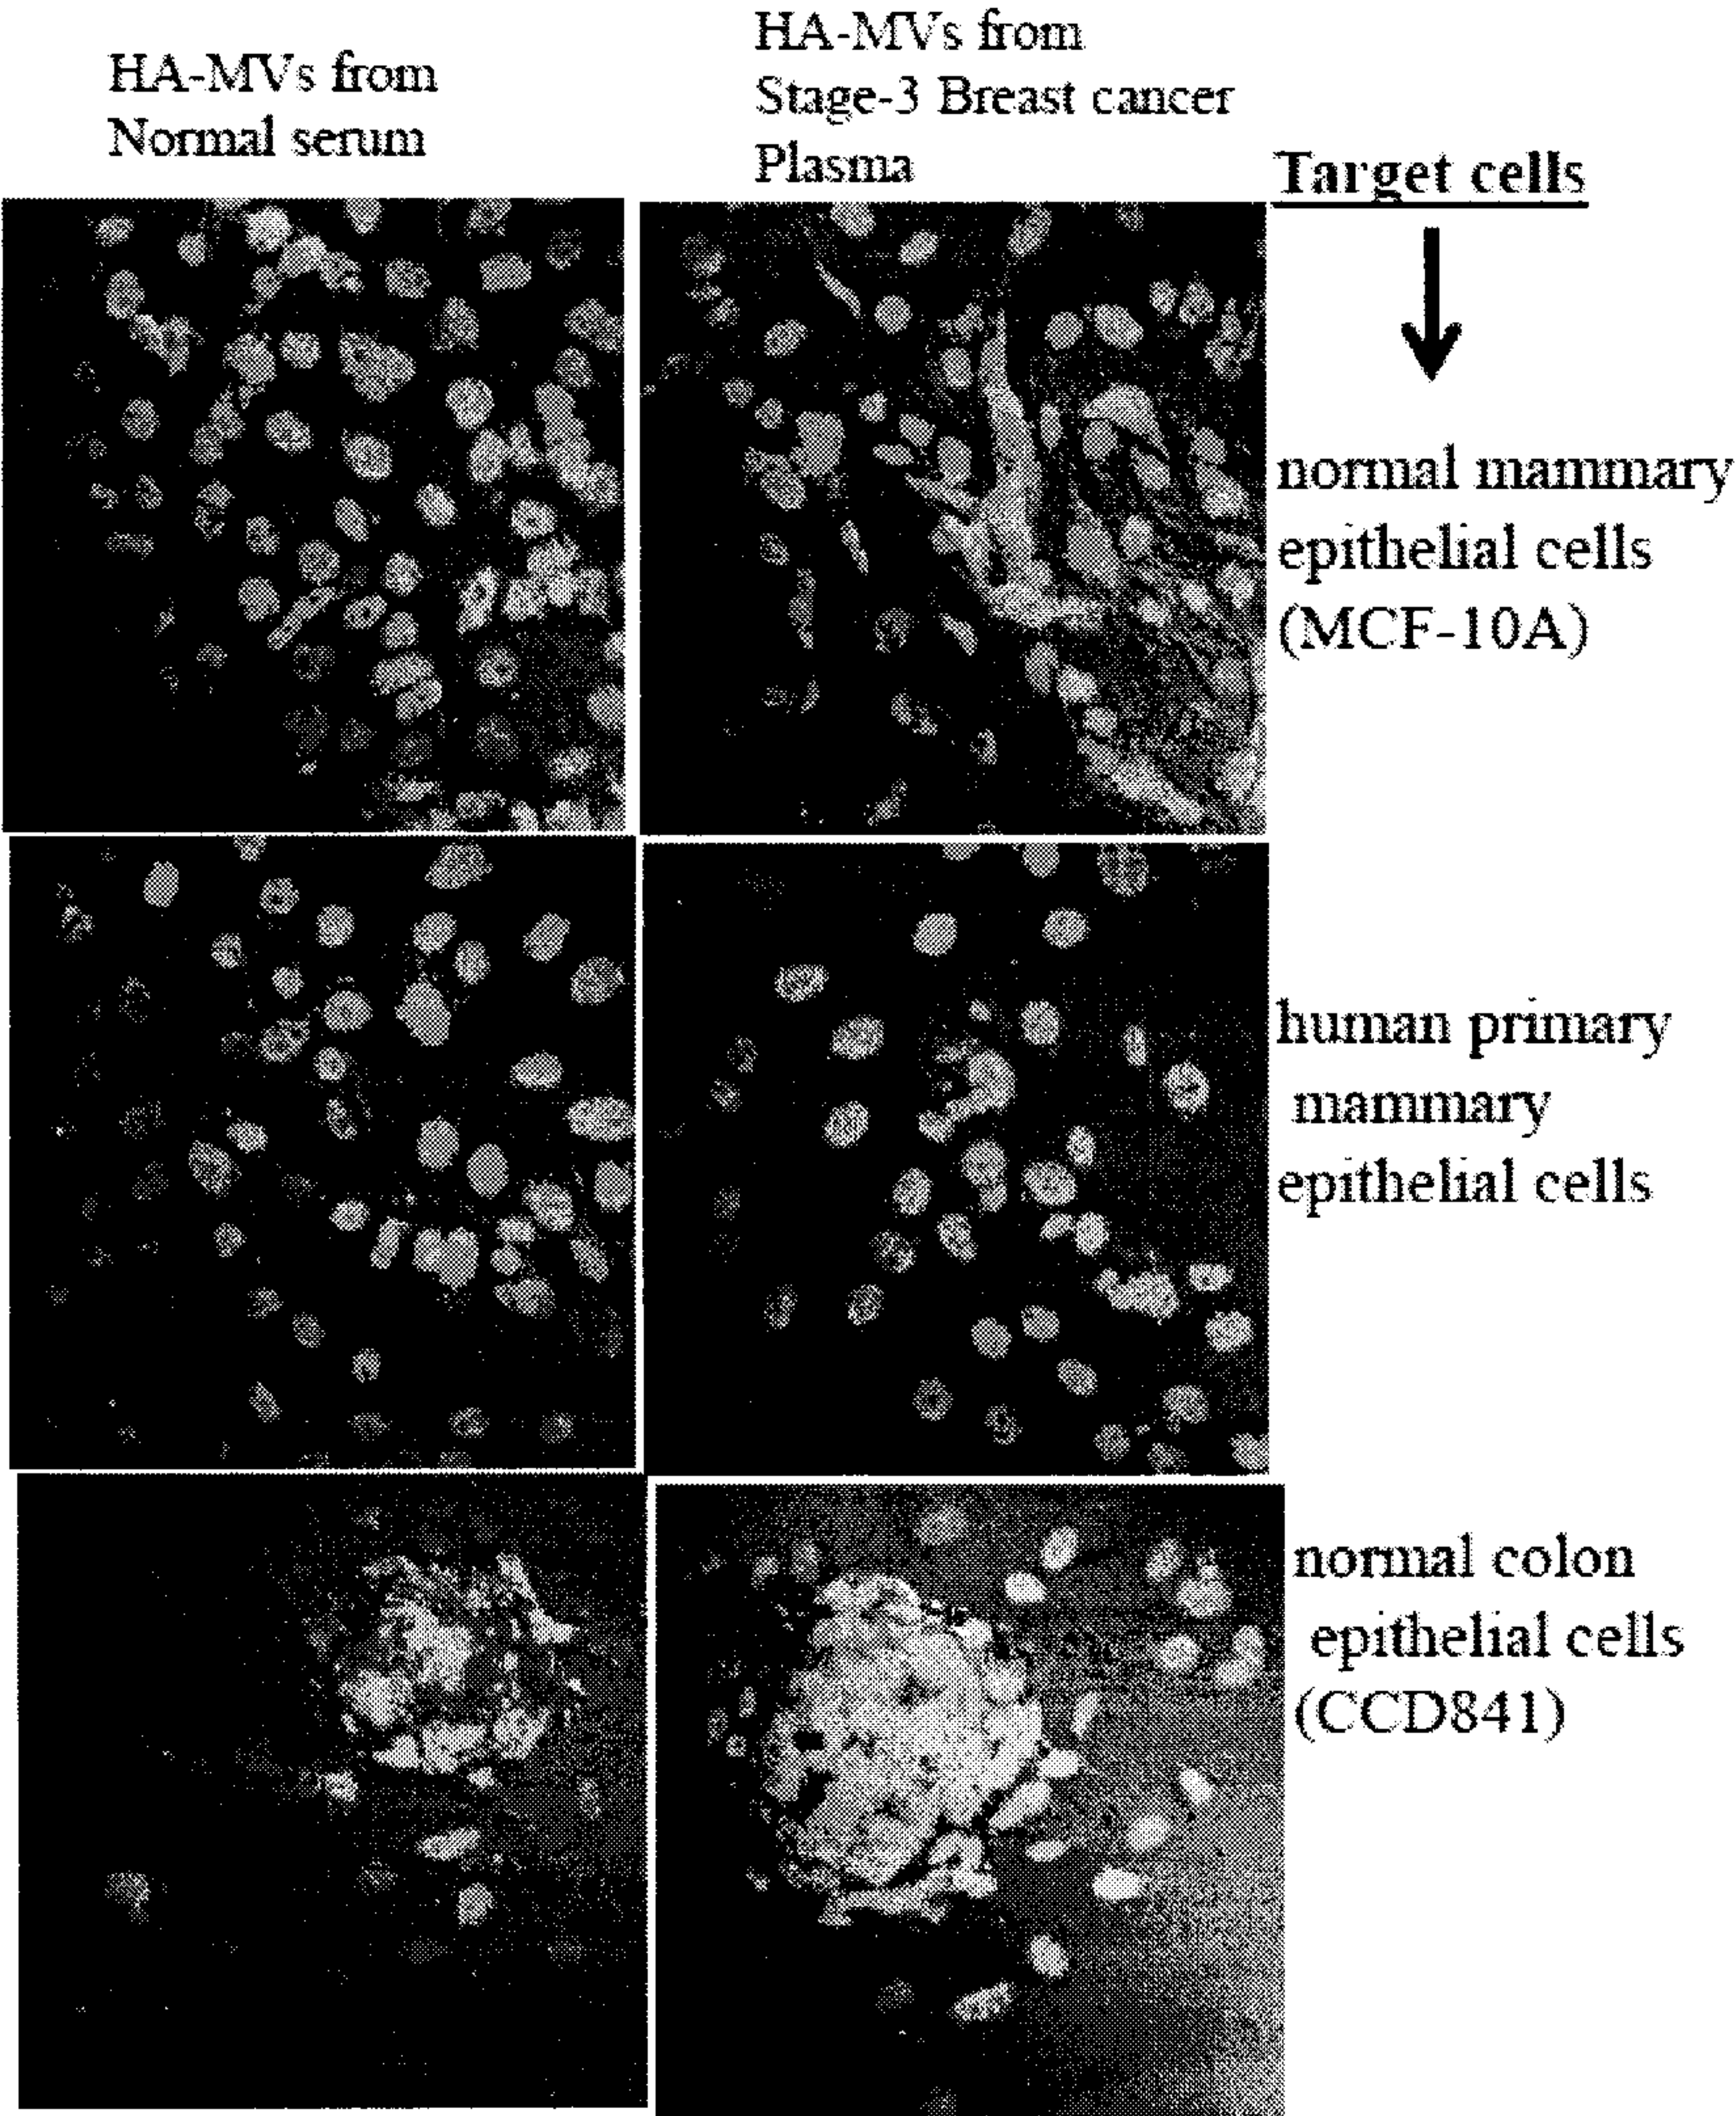 HA-MVs from
Normal serum
HA-MVs from
Stage-3 Breast cancer
Plasma
Target cells
normal mammary
epithelial cells
(MCF-10A)
human primary
mammary
epithelial cells
normal colon
epithelial cells
(CCD841)